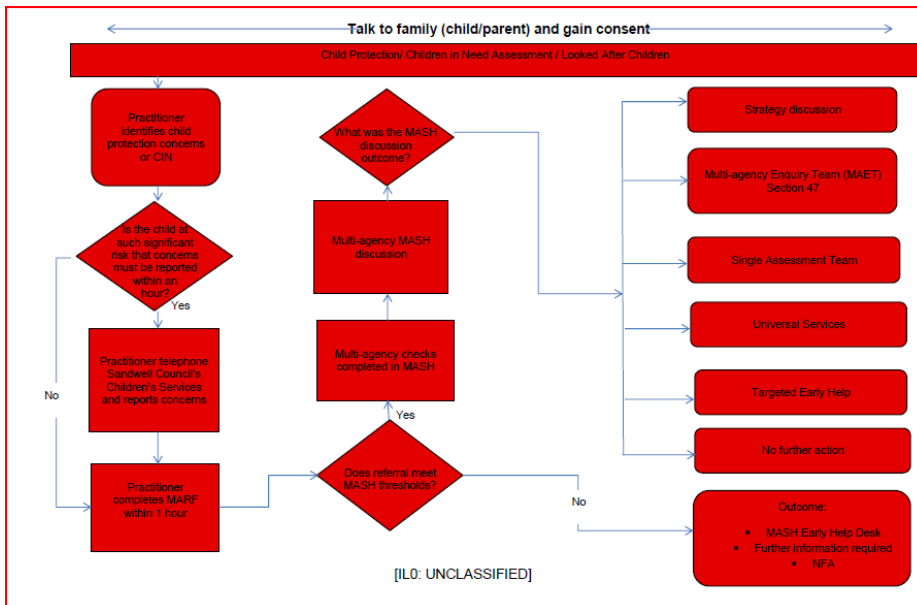 Talk to family (child/parent) and gain consent
Child Protection/ Children in Need Assessment / Looked After Children
Practitioner
identifies child
protection concerns
or CIN
Is the child at
such significant
risk that concerns
must be reported
within an
hour?
Yes
No
Practitioner telephone
Sandwell Council's
Children's Services
and reports concerns
Practitioner
completes MARF
within 1 hour
What was the MASH
discussion
outcome?
Multi-agency MASH
discussion
Multi-agency checks
completed in MASH
Yes
Does referral meet
MASH thresholds?
No
Strategy discussion
Multi-agency Enquiry Team (MAET)
Section 47
Single Assessment Team
Universal Services
Targeted Early Help
No further action
Outcome:
• MASH Early Help Desk
• Further information required
• NFA
[IL0: UNCLASSIFIED]